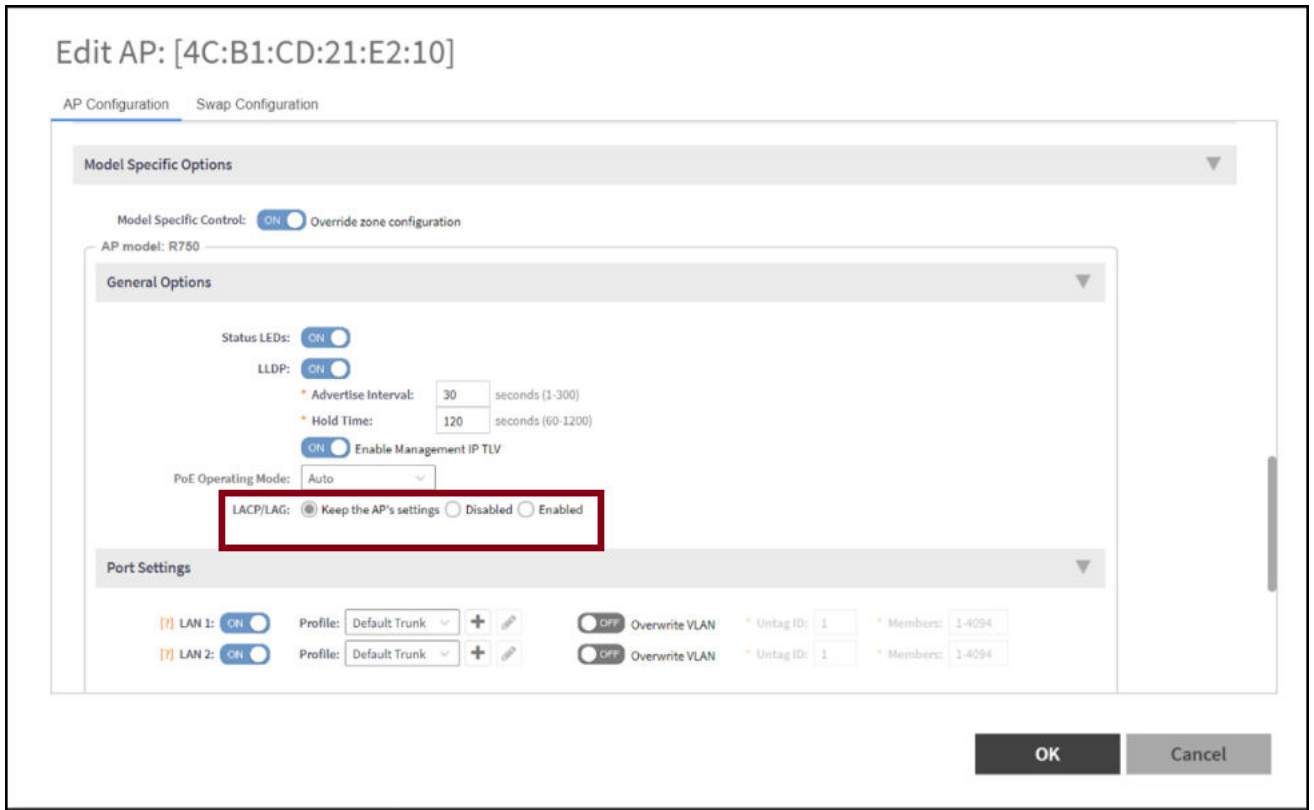 Edit AP: [4C:B1:CD:21:E2:10]
AP Configuration Swap Configuration
Model Specific Options
Model Specific Control: ON Override zone configuration
AP model: R750
General Options
Status LEDs: ON
LLDP: ON
* Advertise Interval: 30 seconds (1-300)
* Hold Time: 120 seconds (60-1200)
ON Enable Management IP TLV
PoE Operating Mode: Auto
LACP/LAG: Keep the AP's settings Disabled Enabled
Port Settings
[?] LAN 1: ON Profile: Default Trunk + OFF Overwrite VLAN * Untag ID: 1 * Members: 1-4094
[?] LAN 2: ON Profile: Default Trunk + OFF Overwrite VLAN * Untag ID: 1 * Members: 1-4094
OK Cancel